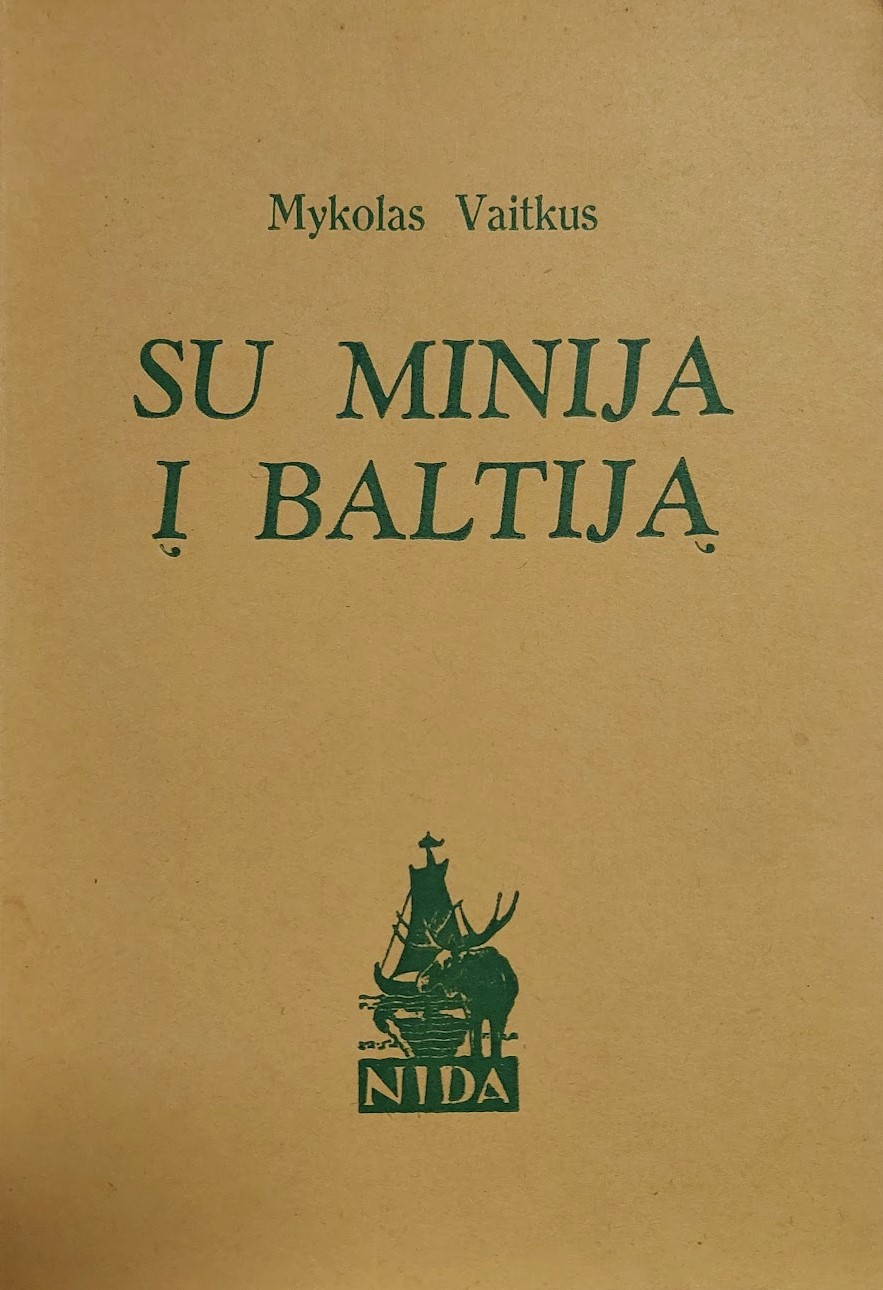 Mykolas Vaitkus
SU MINIJA
Į BALTIJĄ
NIDA